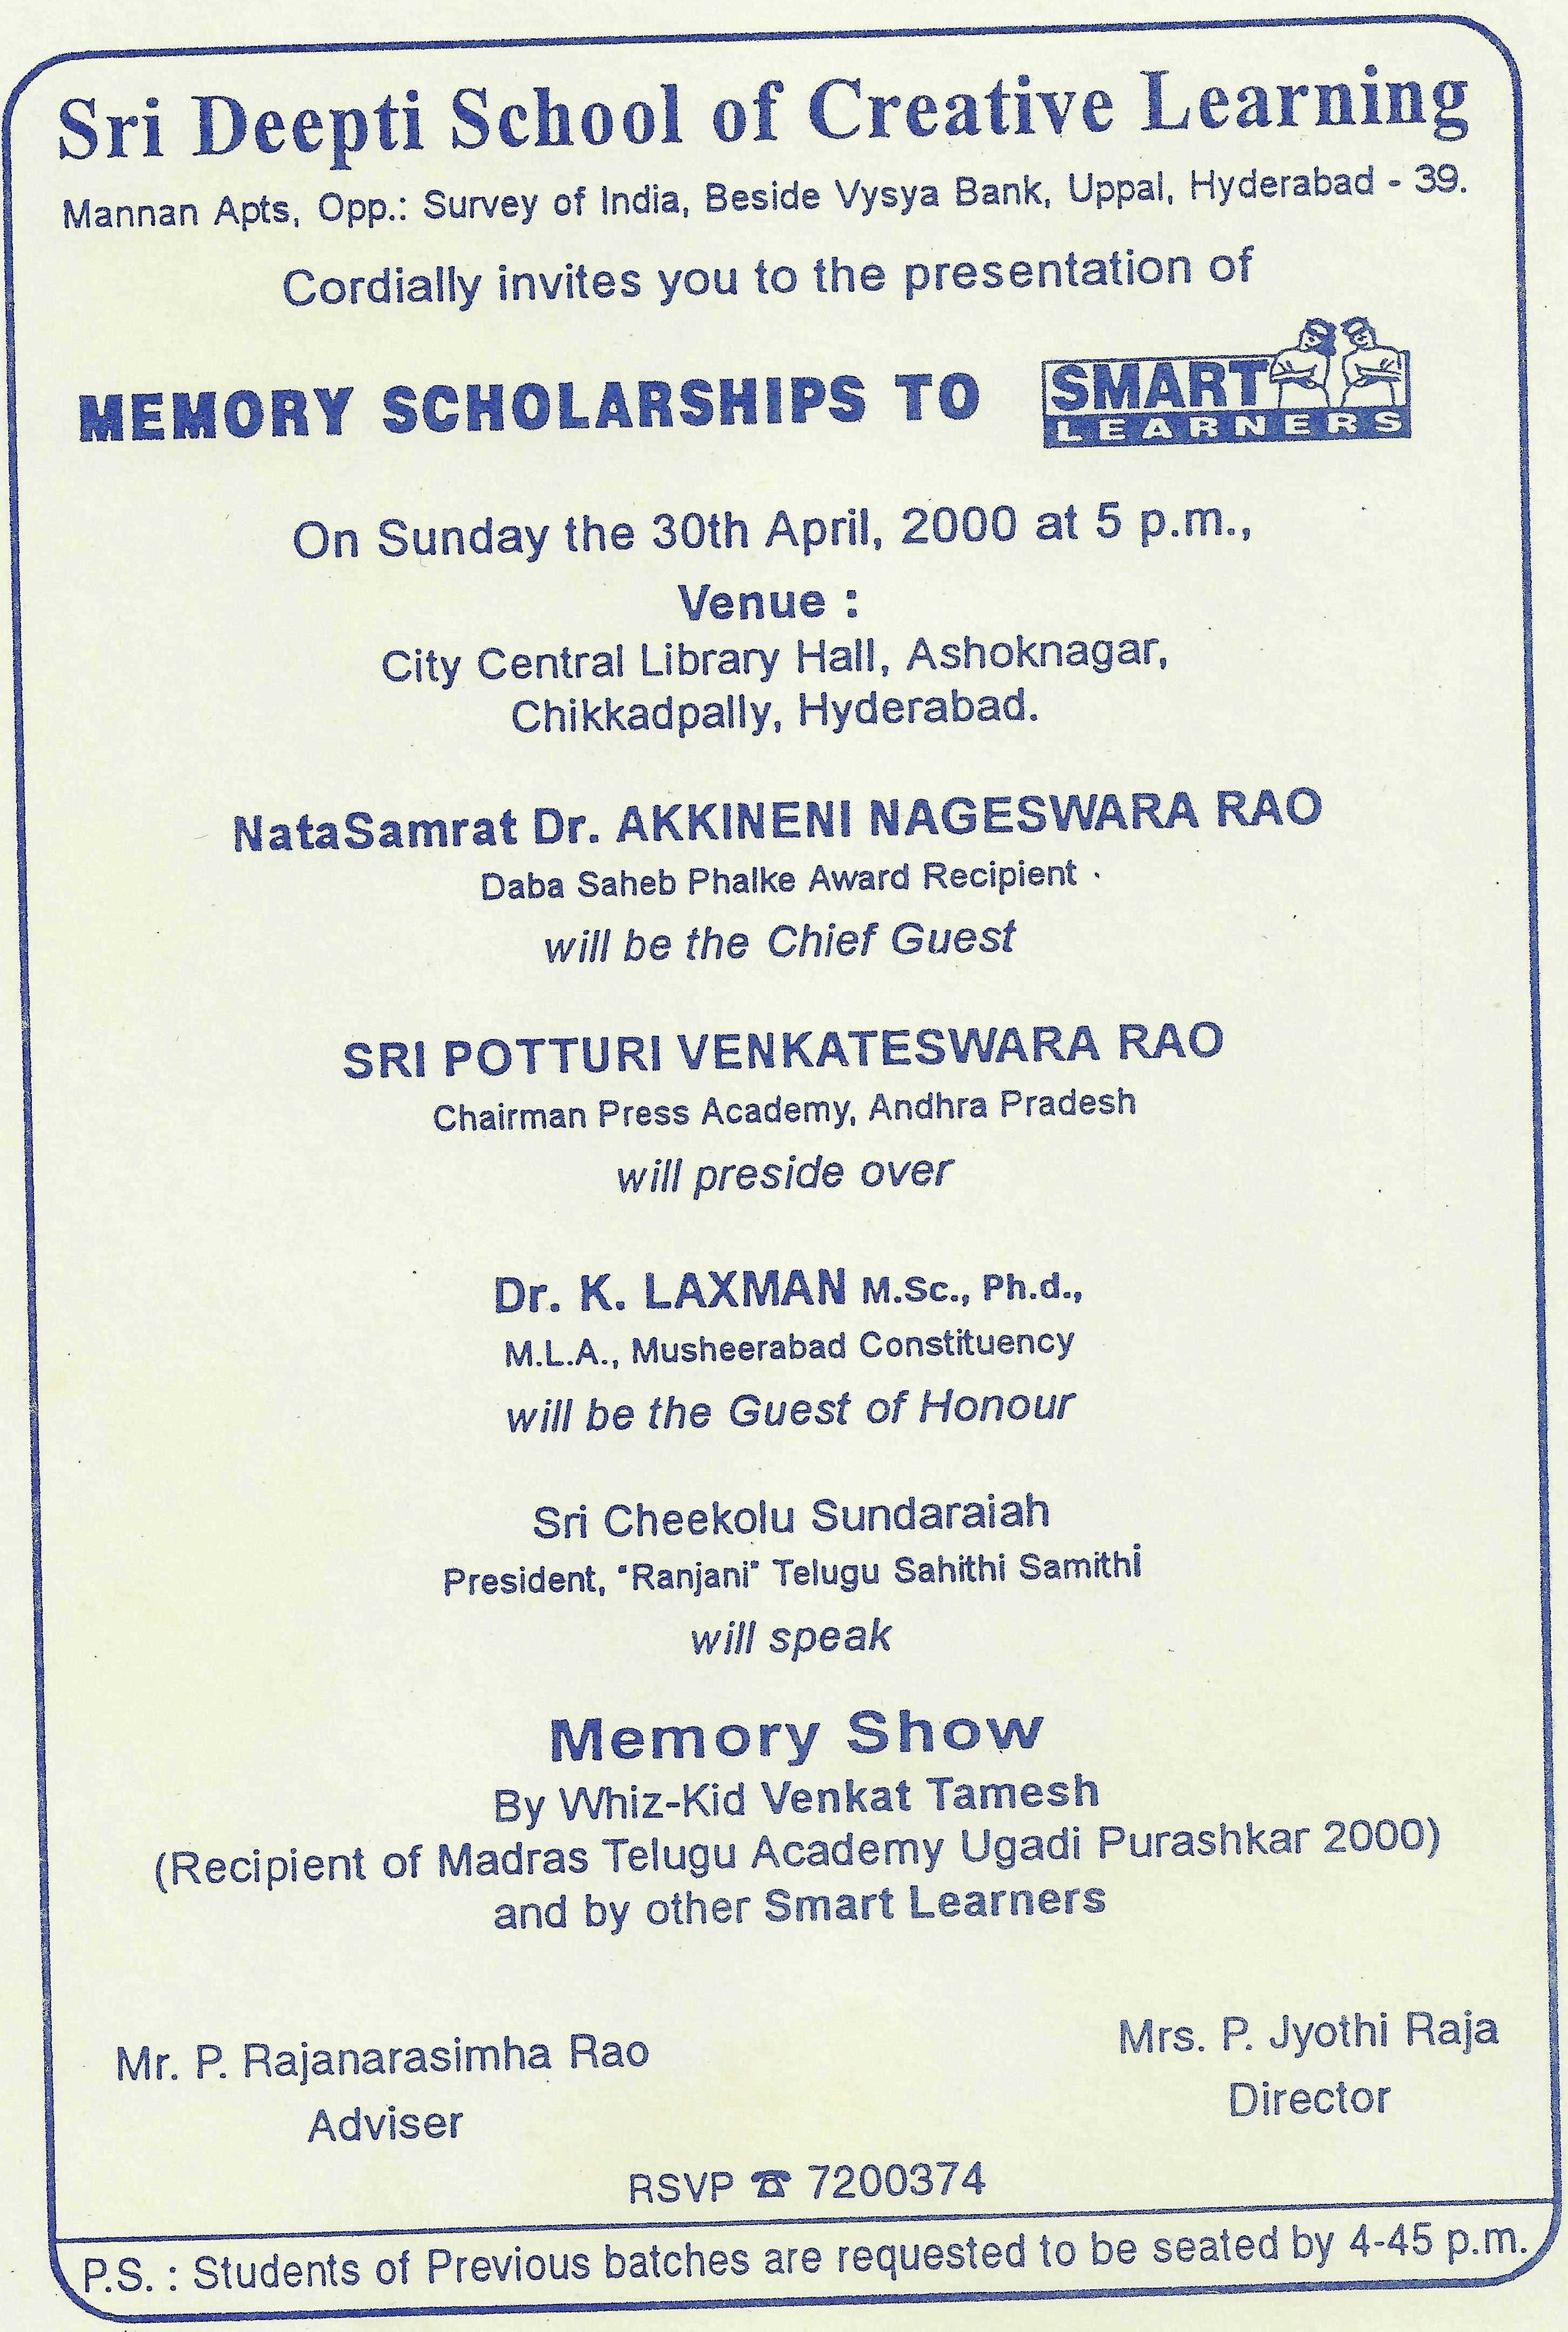 Sri Deepti School of Creative Learning
Mannan Apts, Opp.: Survey of India, Beside Vysya Bank, Uppal, Hyderabad - 39.
Cordially invites you to the presentation of
MEMORY SCHOLARSHIPS TO SMART
LEARNERS
On Sunday the 30th April, 2000 at 5 p.m.,
Venue :
City Central Library Hall, Ashoknagar,
Chikkadpally, Hyderabad.
NataSamrat Dr. AKKINENI NAGESWARA RAO
Daba Saheb Phalke Award Recipient
will be the Chief Guest
SRI POTTURI VENKATESWARA RAO
Chairman Press Academy, Andhra Pradesh
will preside over
Dr. K. LAXMAN M.Sc., Ph.d.,
M.L.A., Musheerabad Constituency
will be the Guest of Honour
Sri Cheekolu Sundaraiah
President, "Ranjani" Telugu Sahithi Samithi
will speak
Memory Show
By Whiz-Kid Venkat Tamesh
(Recipient of Madras Telugu Academy Ugadi Purashkar 2000)
and by other Smart Learners
Mr. P. Rajanarasimha Rao
Adviser
Mrs. P. Jyothi Raja
Director
RSVP ☎ 7200374
P.S. : Students of Previous batches are requested to be seated by 4-45 p.m.